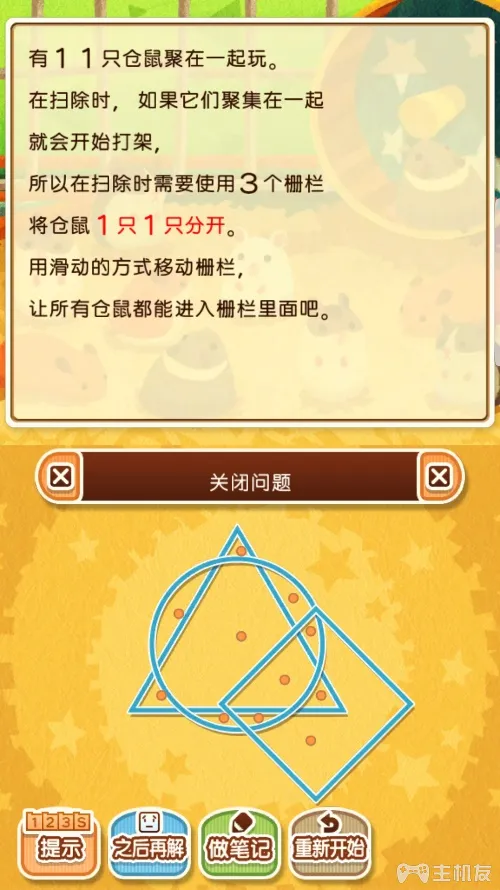 有１１只仓鼠聚在一起玩。
在扫除时，如果它们聚集在一起
就会开始打架，
所以在扫除时需要使用３个栅栏
将仓鼠１只１只分开。
用滑动的方式移动栅栏，
让所有仓鼠都能进入栅栏里面吧。
关闭问题
1 2 3 S
提示
之后再解
做笔记
重新开始
主机友